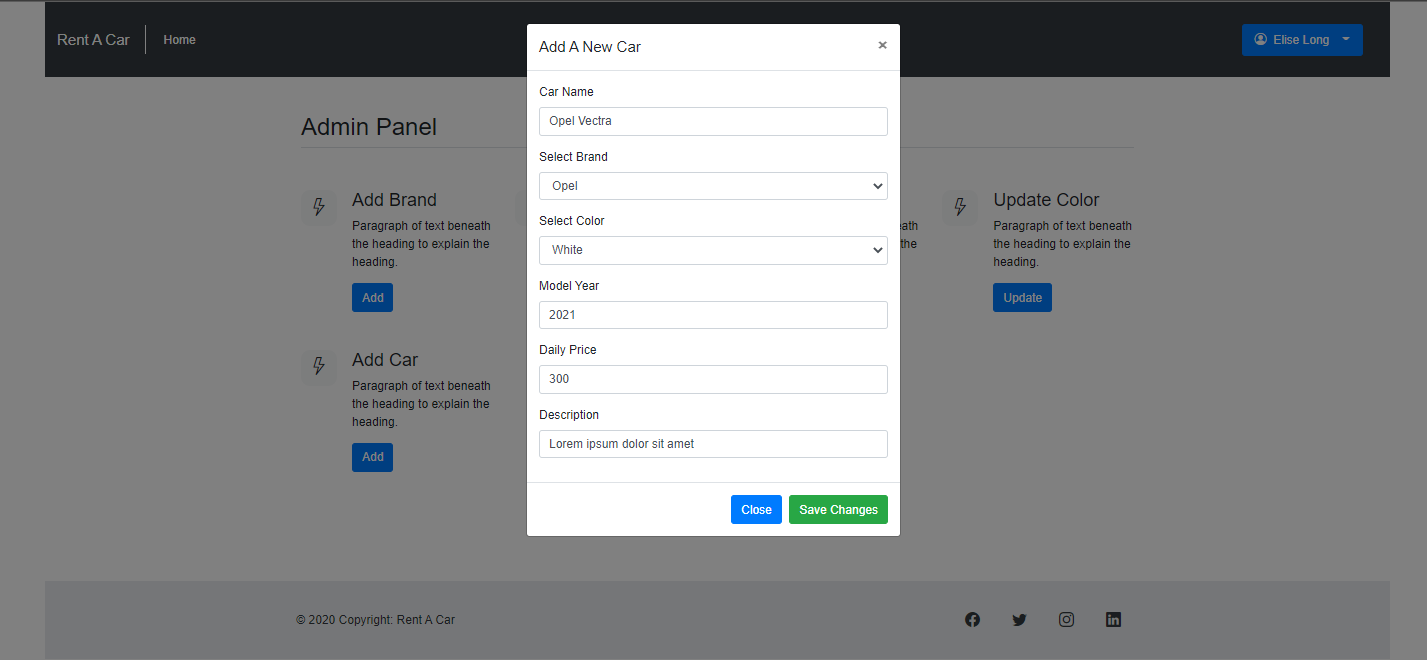 Rent A Car
Home
Elise Long
Add A New Car
×
Car Name
Opel Vectra
Select Brand
Opel
Select Color
White
Model Year
2021
Daily Price
300
Description
Lorem ipsum dolor sit amet
Close
Save Changes
Admin Panel
Add Brand
Paragraph of text beneath
the heading to explain the
heading.
Add
Update Color
Paragraph of text beneath
the heading to explain the
heading.
Update
Add Car
Paragraph of text beneath
the heading to explain the
heading.
Add
© 2020 Copyright: Rent A Car